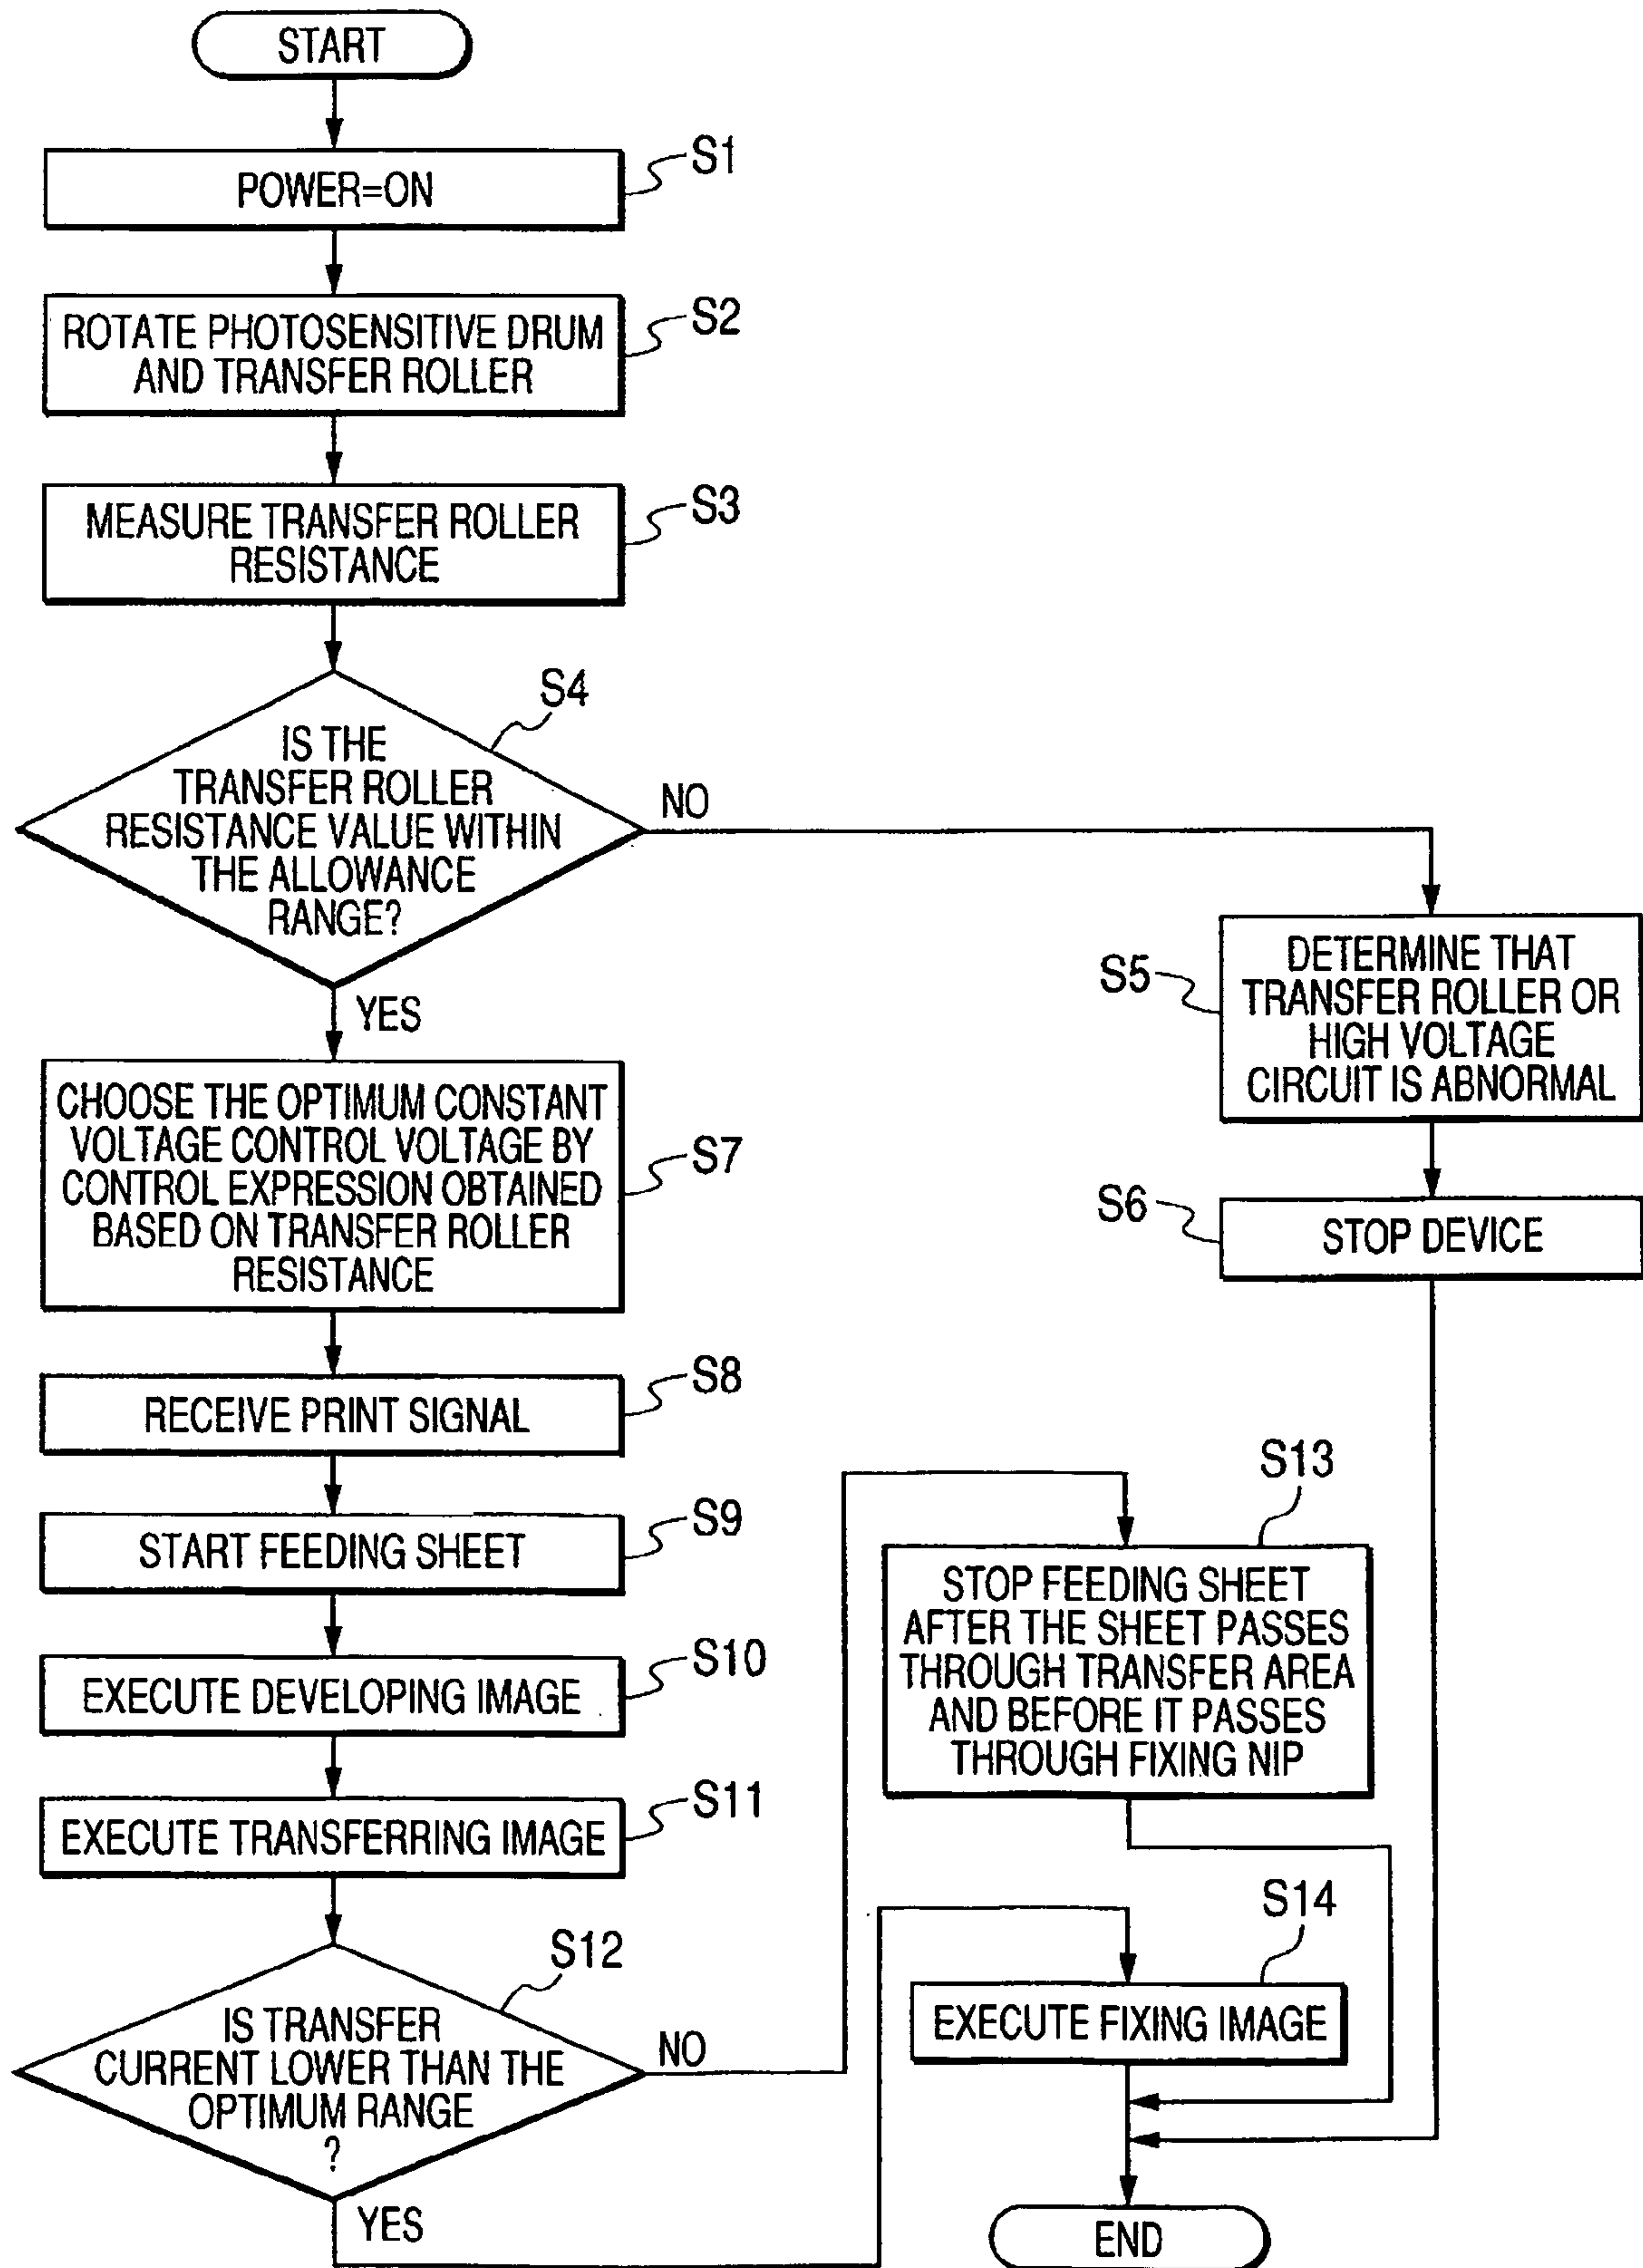 START
S1
POWER=ON
S2
ROTATE PHOTOSENSITIVE DRUM
AND TRANSFER ROLLER
S3
MEASURE TRANSFER ROLLER
RESISTANCE
S4
IS THE
TRANSFER ROLLER
RESISTANCE VALUE WITHIN
THE ALLOWANCE
RANGE?
NO
YES
S5
DETERMINE THAT
TRANSFER ROLLER OR
HIGH VOLTAGE
CIRCUIT IS ABNORMAL
S6
STOP DEVICE
S7
CHOOSE THE OPTIMUM CONSTANT
VOLTAGE CONTROL VOLTAGE BY
CONTROL EXPRESSION OBTAINED
BASED ON TRANSFER ROLLER
RESISTANCE
S8
RECEIVE PRINT SIGNAL
S9
START FEEDING SHEET
S10
EXECUTE DEVELOPING IMAGE
S11
EXECUTE TRANSFERRING IMAGE
S12
IS TRANSFER
CURRENT LOWER THAN THE
OPTIMUM RANGE
?
NO
YES
S13
STOP FEEDING SHEET
AFTER THE SHEET PASSES
THROUGH TRANSFER AREA
AND BEFORE IT PASSES
THROUGH FIXING NIP
S14
EXECUTE FIXING IMAGE
END